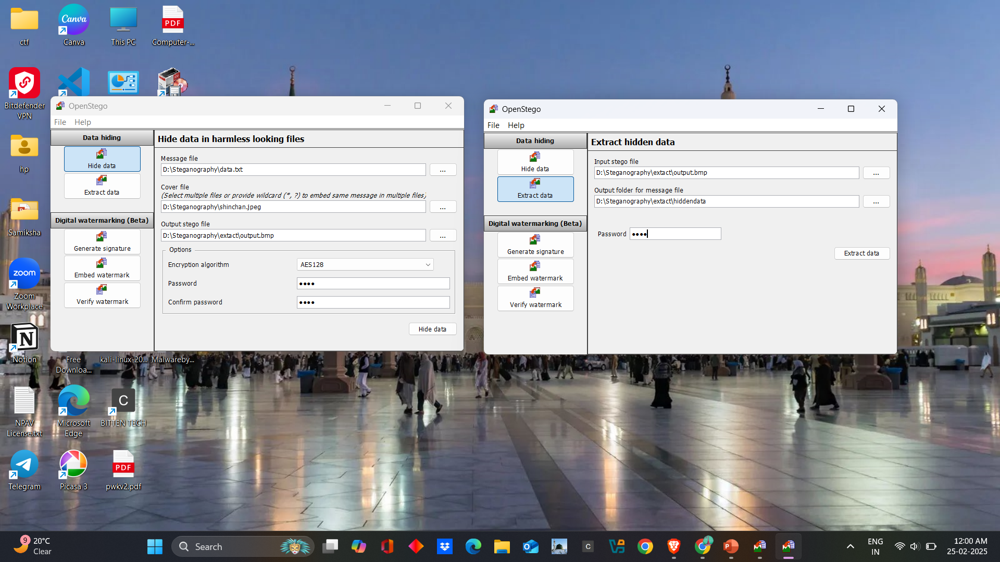 ctf
Canva
Canva
This PC
PDF
Computer-...
Bitdefender
VPN
hp
Samiksha
zoom
Zoom
Workplace
Notion
Free
Downloa...
kali-linux-20...
Malwareby...
NPAV
License.txt
Microsoft
Edge
C
BITTEN TECH
Telegram
Picasa 3
PDF
pwkv2.pdf
OpenStego
File Help
Data hiding
Hide data
Extract data
Digital watermarking (Beta)
Generate signature
Embed watermark
Verify watermark
Hide data in harmless looking files
Message file
D:\Steganography\data.txt
...
Cover file
(Select multiple files or provide wildcard (*, ?) to embed same message in multiple files)
D:\Steganography\shinchan.jpeg
...
Output stego file
D:\Steganography\extact\output.bmp
...
Options
Encryption algorithm AES128
Password ●●●●
Confirm password ●●●●
Hide data
OpenStego
File Help
Data hiding
Hide data
Extract data
Digital watermarking (Beta)
Generate signature
Embed watermark
Verify watermark
Extract hidden data
Input stego file
D:\Steganography\extact\output.bmp
...
Output folder for message file
D:\Steganography\extact\hiddendata
...
Password ●●●●
Extract data
9
20°C
Clear
Search
C
ENG
IN
12:00 AM
25-02-2025